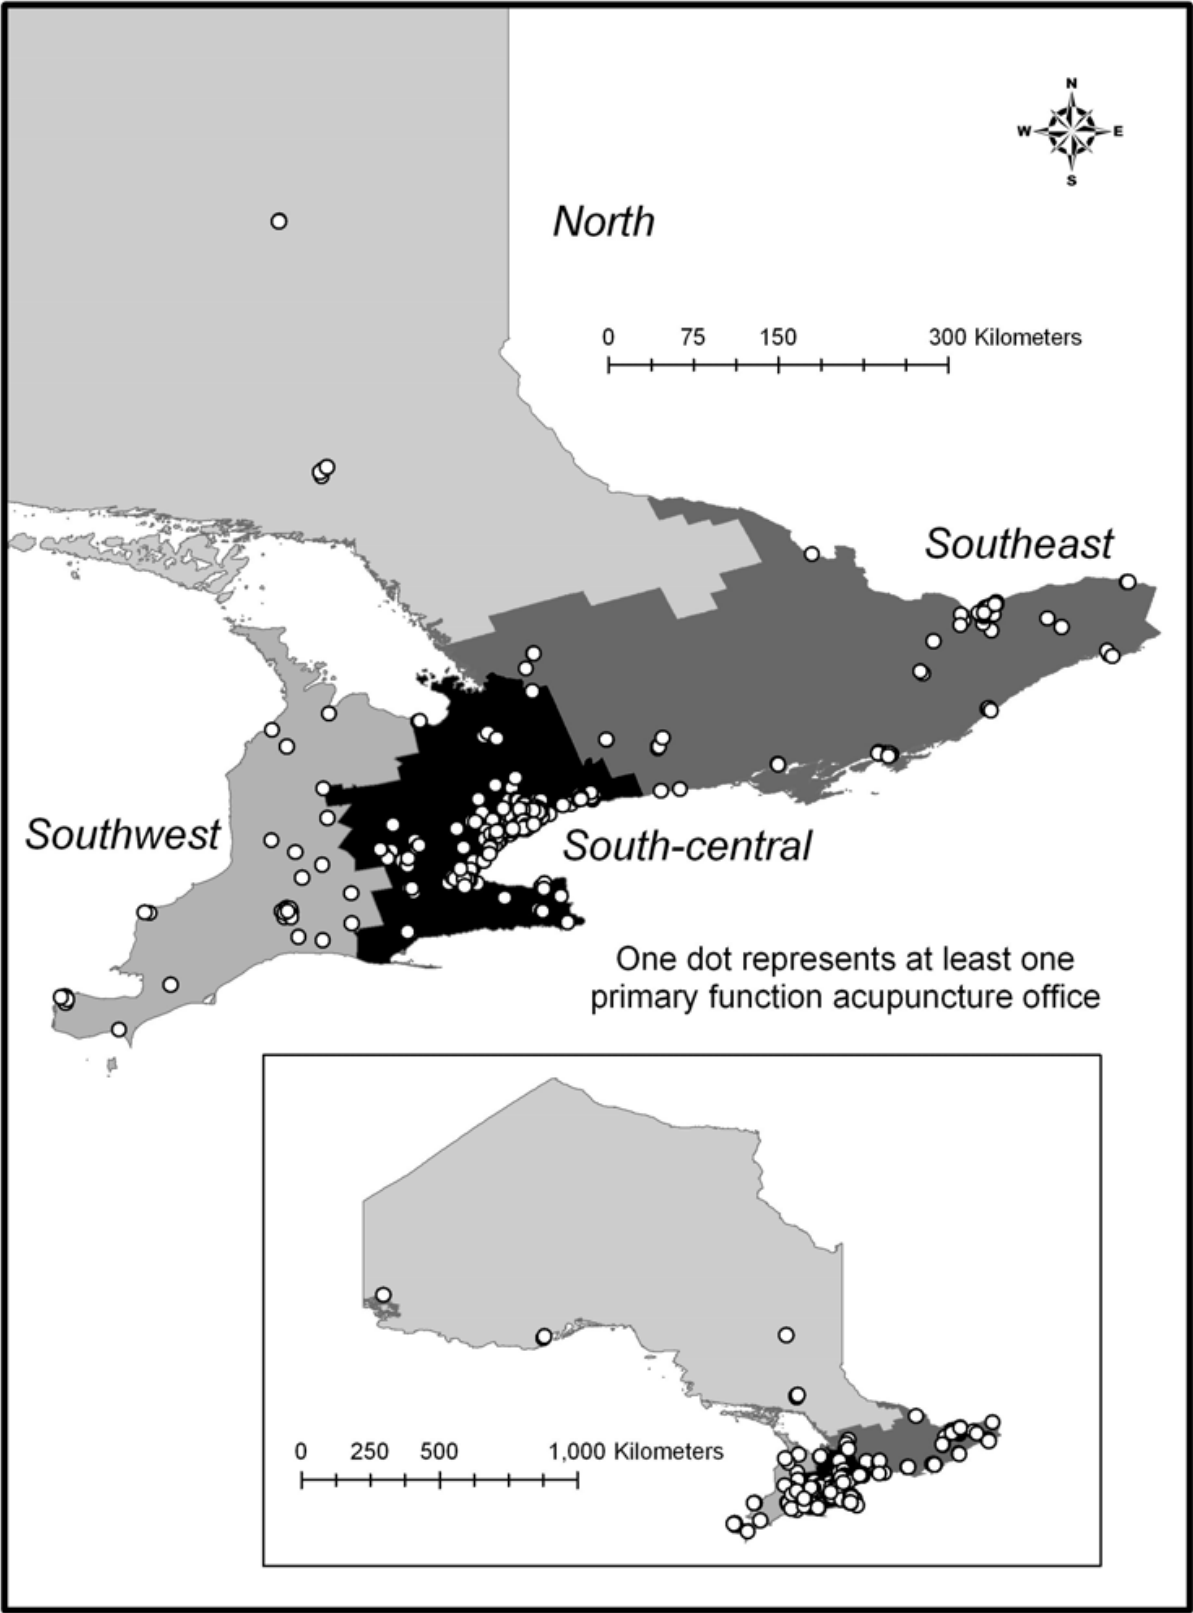 N
W E
S
North
0 75 150 300 Kilometers
Southeast
Southwest
South-central
One dot represents at least one
primary function acupuncture office
0 250 500 1,000 Kilometers